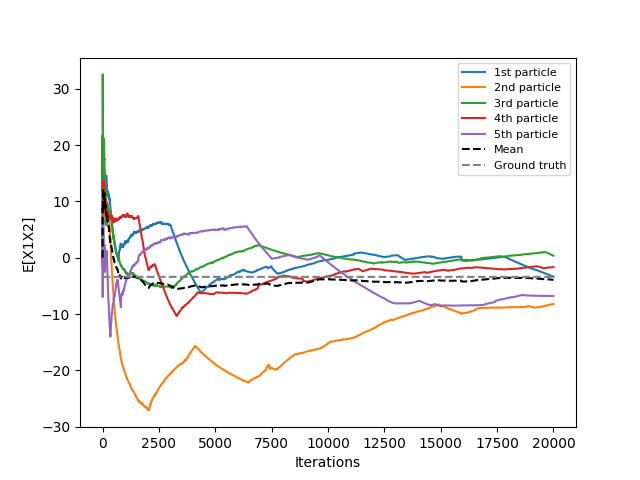 1st particle
2nd particle
3rd particle
4th particle
5th particle
Mean
Ground truth
30
20
10
0
−10
−20
−30
E[X1X2]
0 2500 5000 7500 10000 12500 15000 17500 20000
Iterations